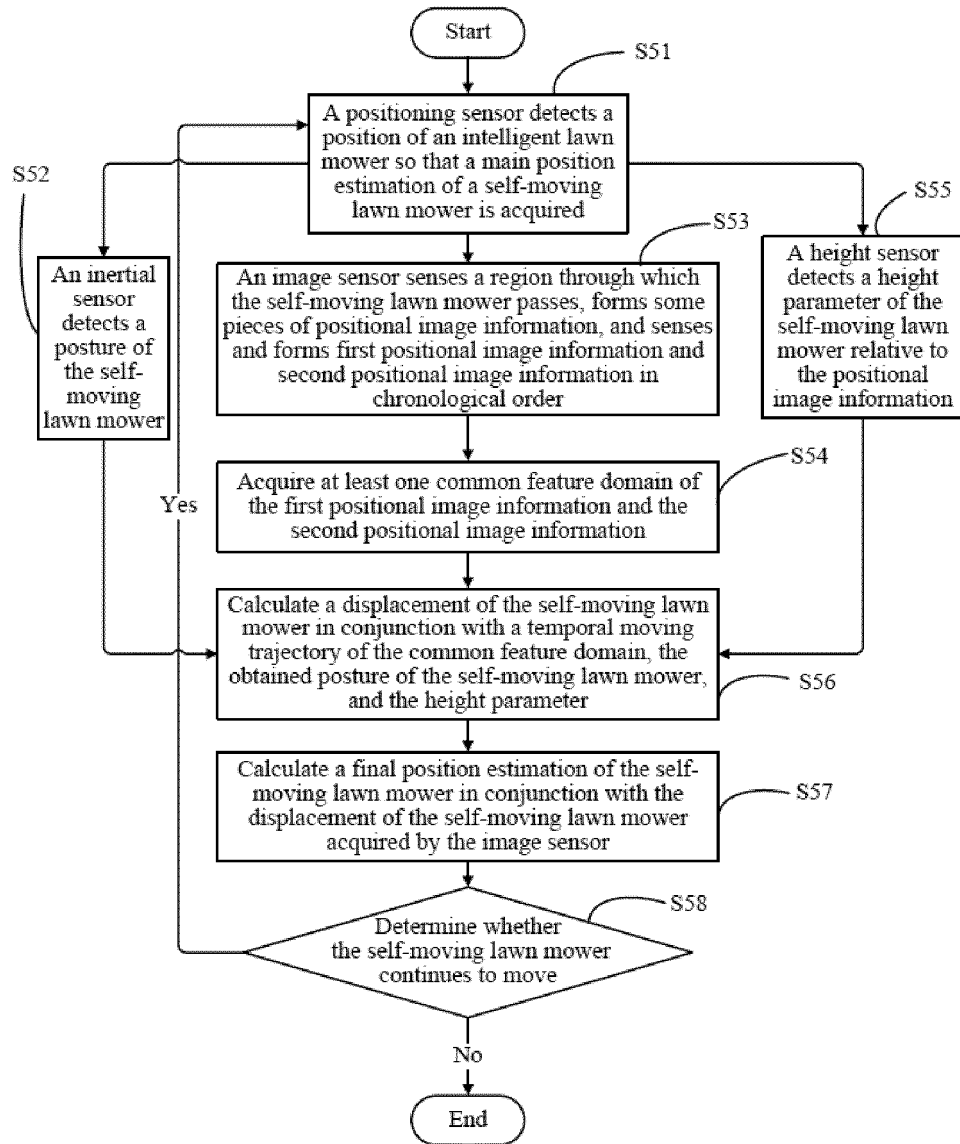 Start
S51
A positioning sensor detects a
position of an intelligent lawn
mower so that a main position
estimation of a self-moving
lawn mower is acquired
S52
An inertial
sensor
detects a
posture of
the self-
moving
lawn mower
S53
An image sensor senses a region through which
the self-moving lawn mower passes, forms some
pieces of positional image information, and senses
and forms first positional image information and
second positional image information in
chronological order
S55
A height sensor
detects a height
parameter of the
self-moving lawn
mower relative to
the positional
image information
S54
Acquire at least one common feature domain of
the first positional image information and the
second positional image information
Yes
Calculate a displacement of the self-moving lawn
mower in conjunction with a temporal moving
trajectory of the common feature domain, the
obtained posture of the self-moving lawn mower,
and the height parameter
S56
Calculate a final position estimation of the self-
moving lawn mower in conjunction with the
displacement of the self-moving lawn mower
acquired by the image sensor
S57
S58
Determine whether
the self-moving lawn mower
continues to move
No
End